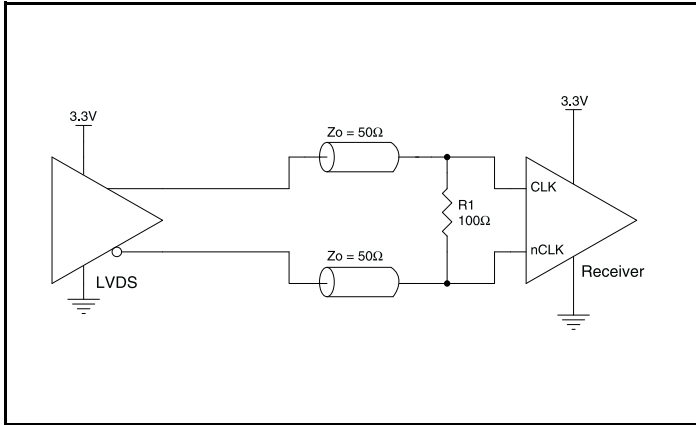 3.3V
3.3V
Zo = 50Ω
CLK
R1
100Ω
nCLK
Zo = 50Ω
LVDS
Receiver